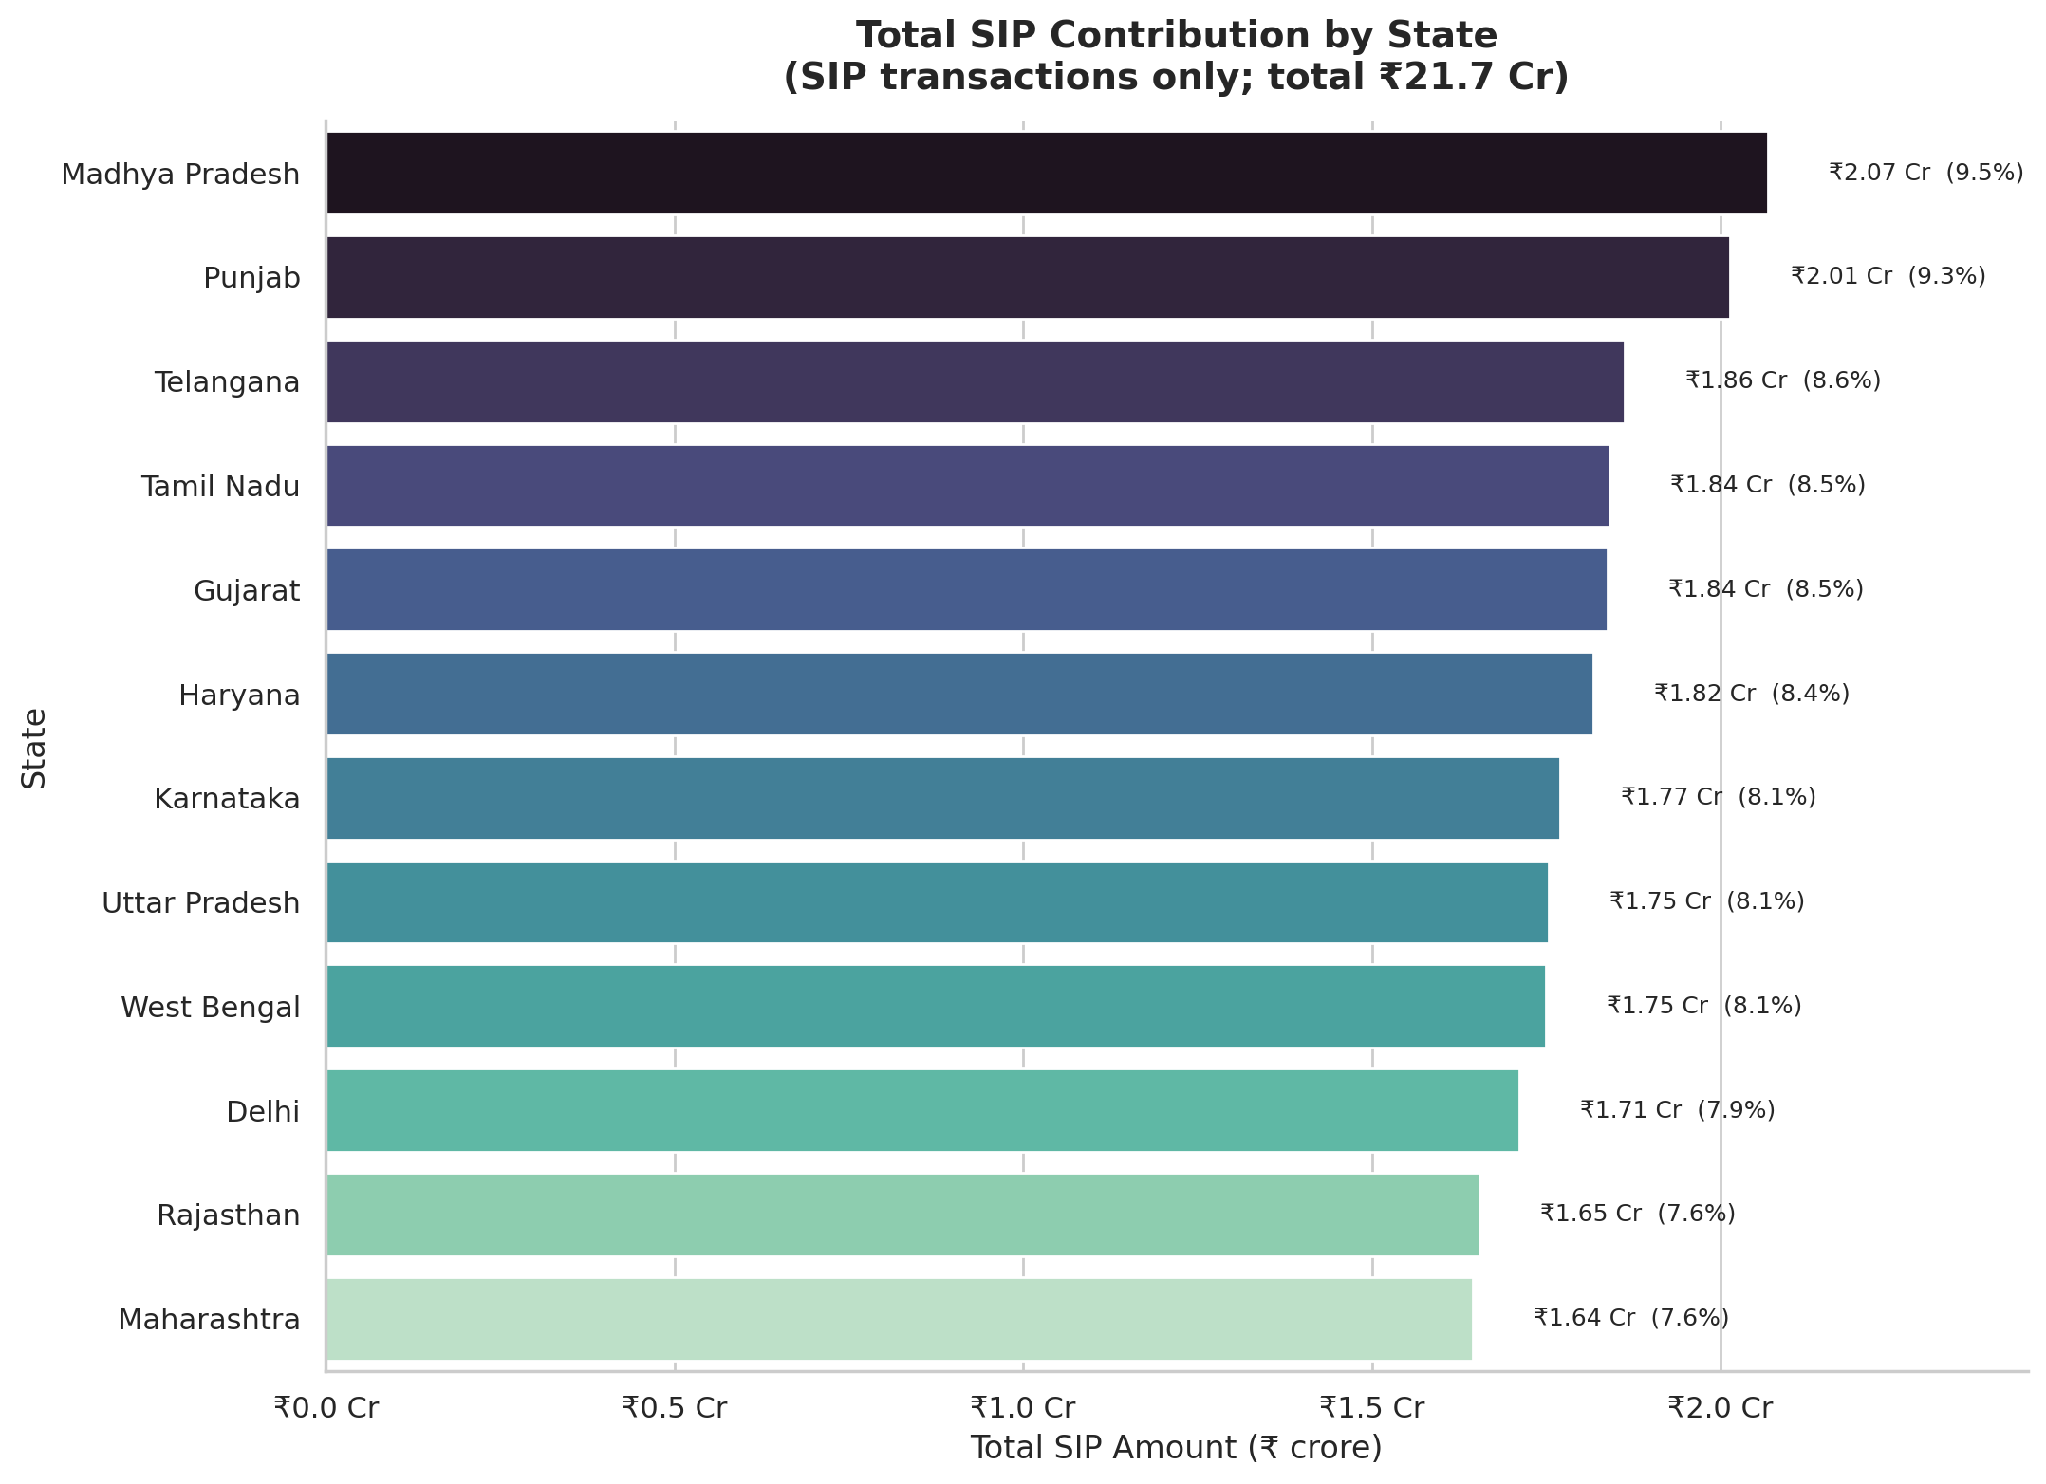 Total SIP Contribution by State
(SIP transactions only; total ₹21.7 Cr)
Madhya Pradesh ₹2.07 Cr (9.5%)
Punjab ₹2.01 Cr (9.3%)
Telangana ₹1.86 Cr (8.6%)
Tamil Nadu ₹1.84 Cr (8.5%)
Gujarat ₹1.84 Cr (8.5%)
Haryana ₹1.82 Cr (8.4%)
Karnataka ₹1.77 Cr (8.1%)
Uttar Pradesh ₹1.75 Cr (8.1%)
West Bengal ₹1.75 Cr (8.1%)
Delhi ₹1.71 Cr (7.9%)
Rajasthan ₹1.65 Cr (7.6%)
Maharashtra ₹1.64 Cr (7.6%)
State
₹0.0 Cr ₹0.5 Cr ₹1.0 Cr ₹1.5 Cr ₹2.0 Cr
Total SIP Amount (₹ crore)